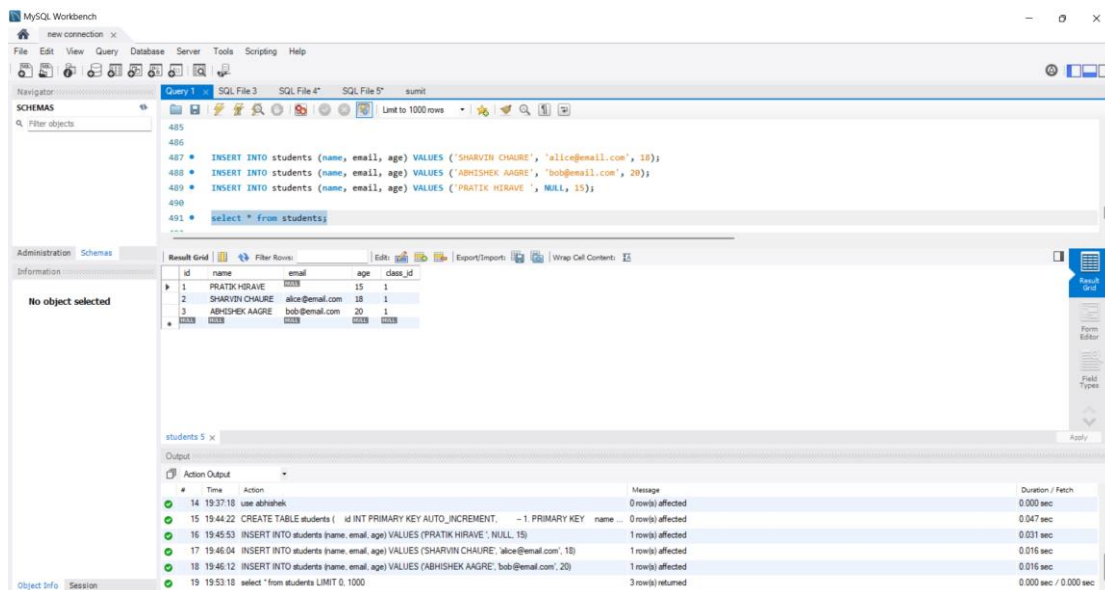 MySQL Workbench
new connection x
File Edit View Query Database Server Tools Scripting Help
Navigator
SCHEMAS
Filter objects
Administration Schemas
Information
No object selected
Object Info Session
Query 1 x SQL File 3 SQL File 4* SQL File 5* sumit
Limit to 1000 rows
485
486
487 INSERT INTO students (name, email, age) VALUES ('SHARVIN CHAURE', 'alice@email.com', 18);
488 INSERT INTO students (name, email, age) VALUES ('ABHISHEK AAGRE', 'bob@email.com', 20);
489 INSERT INTO students (name, email, age) VALUES ('PRATIK HIRAVE ', NULL, 15);
490
491 select * from students;
Result Grid Filter Rows: Edit: Export/Import: Wrap Cell Content:
id name email age class_id
1 PRATIK HIRAVE NULL 15 1
2 SHARVIN CHAURE alice@email.com 18 1
3 ABHISHEK AAGRE bob@email.com 20 1
NULL NULL NULL NULL NULL
Result Grid
Form Editor
Field Types
students 5 x
Apply
Output
Action Output
# Time Action Message Duration / Fetch
14 19:37:18 use abhishek 0 row(s) affected 0.000 sec
15 19:44:22 CREATE TABLE students ( id INT PRIMARY KEY AUTO_INCREMENT, -- 1. PRIMARY KEY name ... 0 row(s) affected 0.047 sec
16 19:45:53 INSERT INTO students (name, email, age) VALUES ('PRATIK HIRAVE ', NULL, 15) 1 row(s) affected 0.031 sec
17 19:46:04 INSERT INTO students (name, email, age) VALUES ('SHARVIN CHAURE', 'alice@email.com', 18) 1 row(s) affected 0.016 sec
18 19:46:12 INSERT INTO students (name, email, age) VALUES ('ABHISHEK AAGRE', 'bob@email.com', 20) 1 row(s) affected 0.016 sec
19 19:53:18 select * from students LIMIT 0, 1000 3 row(s) returned 0.000 sec / 0.000 sec